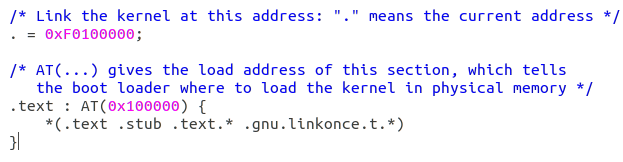 /* Link the kernel at this address: "." means the current address */
. = 0xF0100000;
/* AT(...) gives the load address of this section, which tells
the boot loader where to load the kernel in physical memory */
.text : AT(0x100000) {
*(.text .stub .text.* .gnu.linkonce.t.*)
}